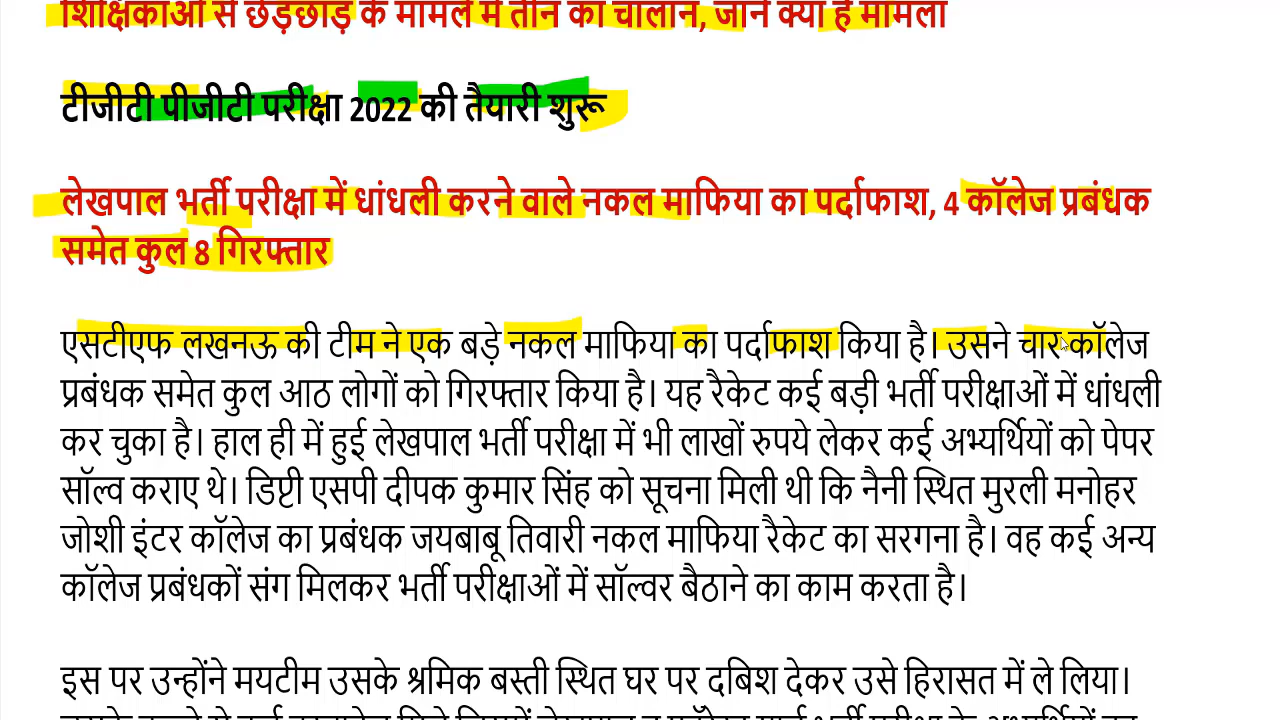 शिक्षिकाओं से छेड़छाड़ के मामले में तीन का चालान, जानें क्या है मामला
टीजीटी पीजीटी परीक्षा 2022 की तैयारी शुरू
लेखपाल भर्ती परीक्षा में धांधली करने वाले नकल माफिया का पर्दाफाश, 4 कॉलेज प्रबंधक
समेत कुल 8 गिरफ्तार
एसटीएफ लखनऊ की टीम ने एक बड़े नकल माफिया का पर्दाफाश किया है। उसने चार कॉलेज
प्रबंधक समेत कुल आठ लोगों को गिरफ्तार किया है। यह रैकेट कई बड़ी भर्ती परीक्षाओं में धांधली
कर चुका है। हाल ही में हुई लेखपाल भर्ती परीक्षा में भी लाखों रुपये लेकर कई अभ्यर्थियों को पेपर
सॉल्व कराए थे। डिप्टी एसपी दीपक कुमार सिंह को सूचना मिली थी कि नैनी स्थित मुरली मनोहर
जोशी इंटर कॉलेज का प्रबंधक जयबाबू तिवारी नकल माफिया रैकेट का सरगना है। वह कई अन्य
कॉलेज प्रबंधकों संग मिलकर भर्ती परीक्षाओं में सॉल्वर बैठाने का काम करता है।
इस पर उन्होंने मयटीम उसके श्रमिक बस्ती स्थित घर पर दबिश देकर उसे हिरासत में ले लिया।